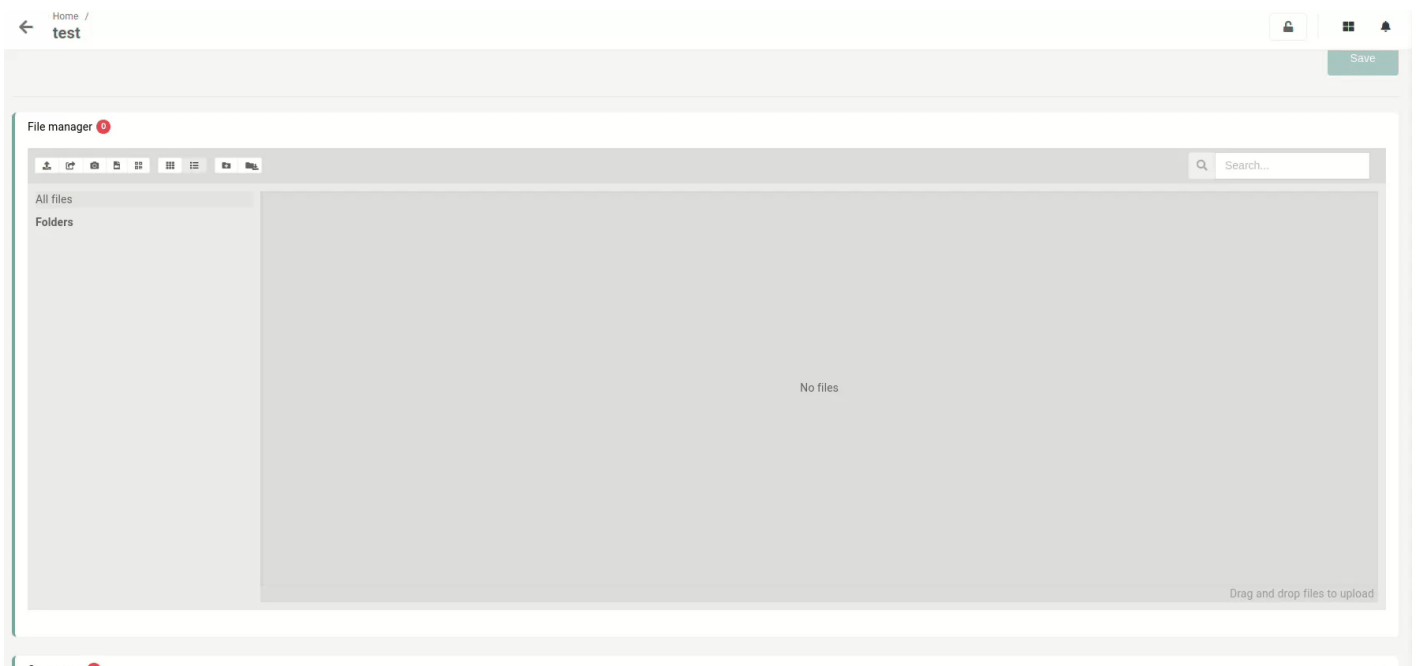 Home /
test
Save
File manager 0
Search...
All files
Folders
No files
Drag and drop files to upload